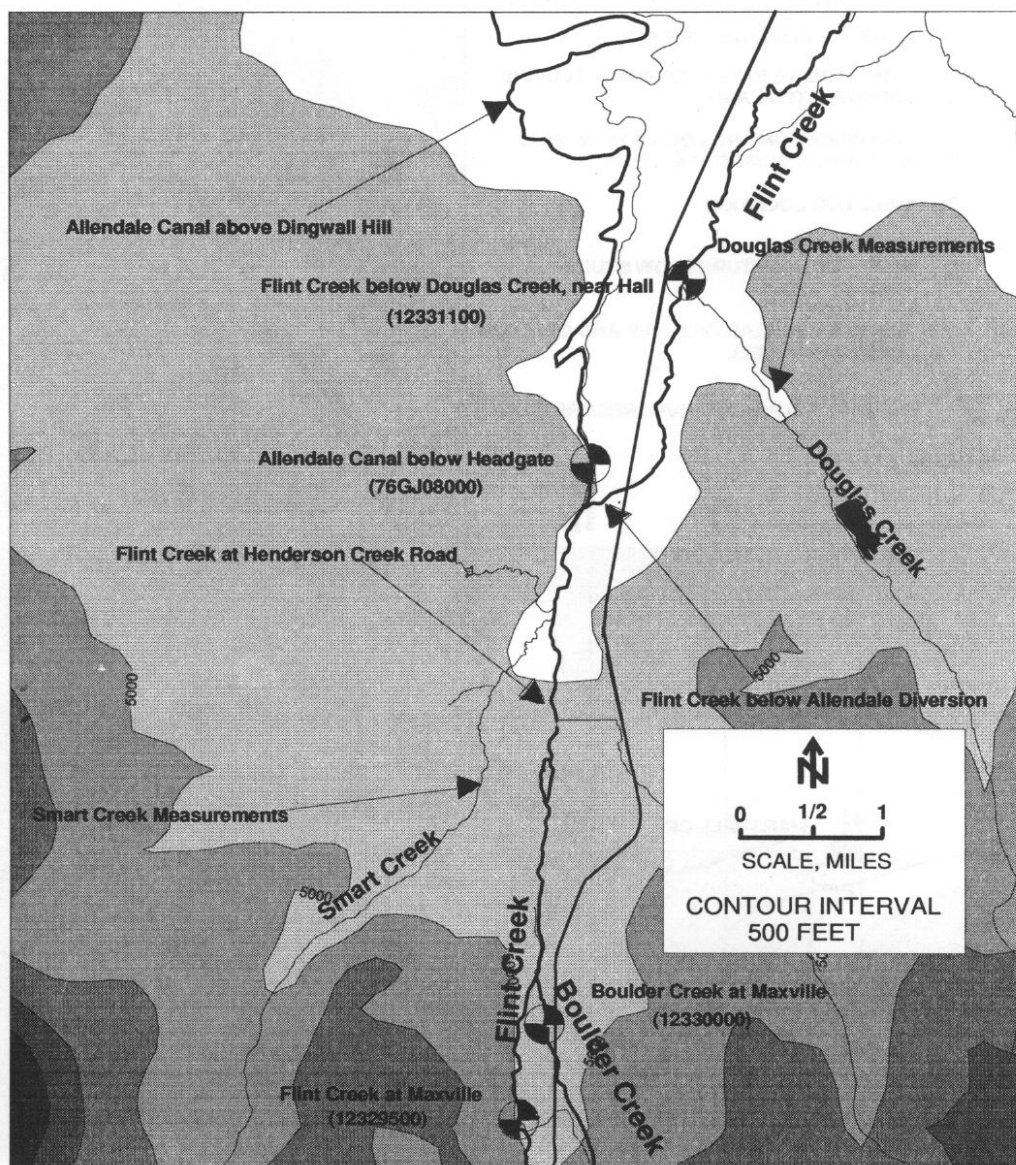 Flint Creek
Allendale Canal above Dingwall Hill
Douglas Creek Measurements
Flint Creek below Douglas Creek, near Hall
(12331100)
Allendale Canal below Headgate
(76GJ08000)
Douglas Creek
Flint Creek at Henderson Creek Road
5000
5000
Flint Creek below Allendale Diversion
N
0 1/2 1
SCALE, MILES
CONTOUR INTERVAL
500 FEET
Smart Creek Measurements
5000
Smart Creek
Flint Creek
Boulder Creek at Maxville
(12330000)
Boulder Creek
Flint Creek at Maxville
(12329500)